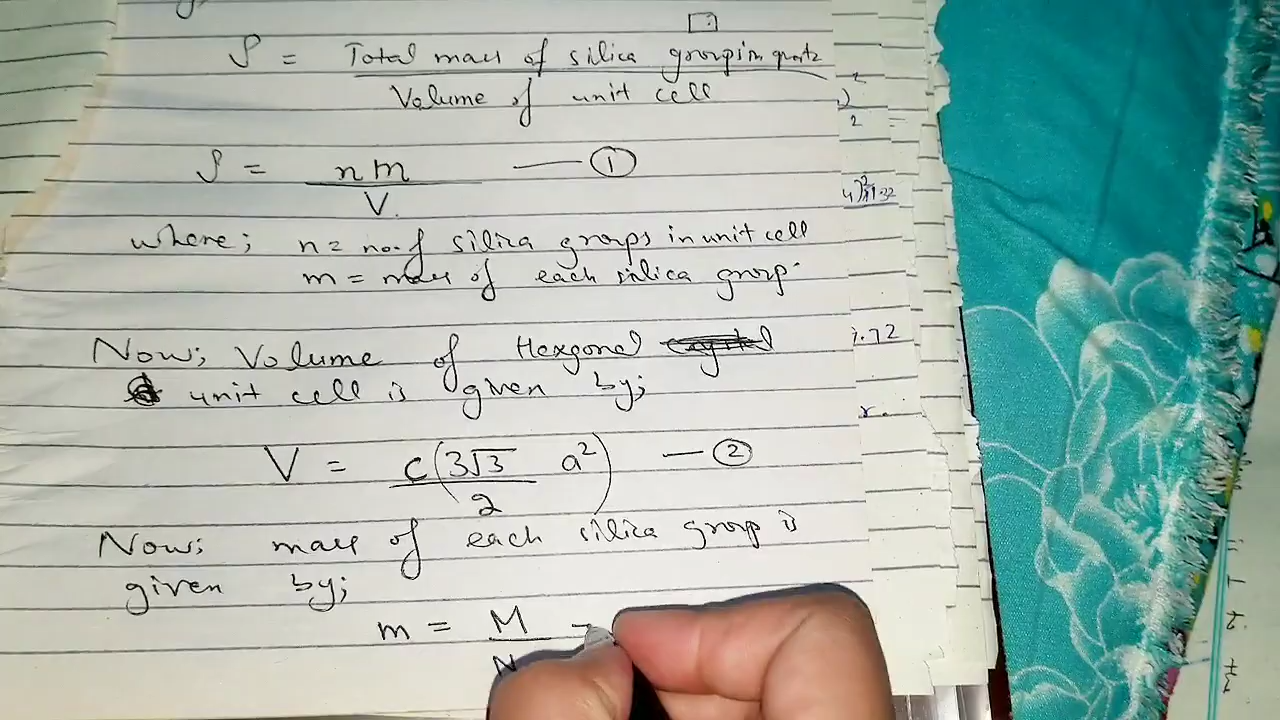 ρ = Total mass of silica groups in quartz
Volume of unit cell
ρ = nm —— ①
V.
where; n = no. of silica groups in unit cell
m = mass of each silica group.
Now; Volume of Hexgonal
unit cell is given by;
V = c(3√3 a²) — ②
2
Now; mass of each silica group is
given by;
m = M
N